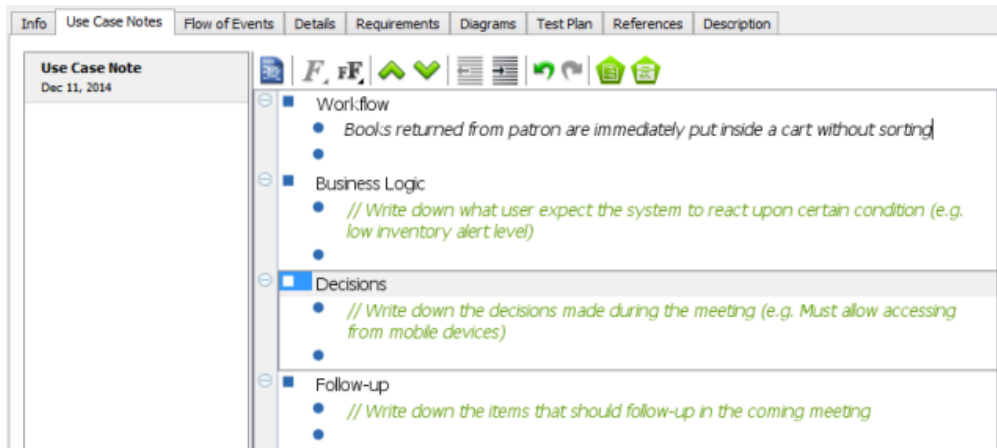 Info Use Case Notes Flow of Events Details Requirements Diagrams Test Plan References Description
Use Case Note
Dec 11, 2014
Workflow
Books returned from patron are immediately put inside a cart without sorting
Business Logic
// Write down what user expect the system to react upon certain condition (e.g.
low inventory alert level)
Decisions
// Write down the decisions made during the meeting (e.g. Must allow accessing
from mobile devices)
Follow-up
// Write down the items that should follow-up in the coming meeting